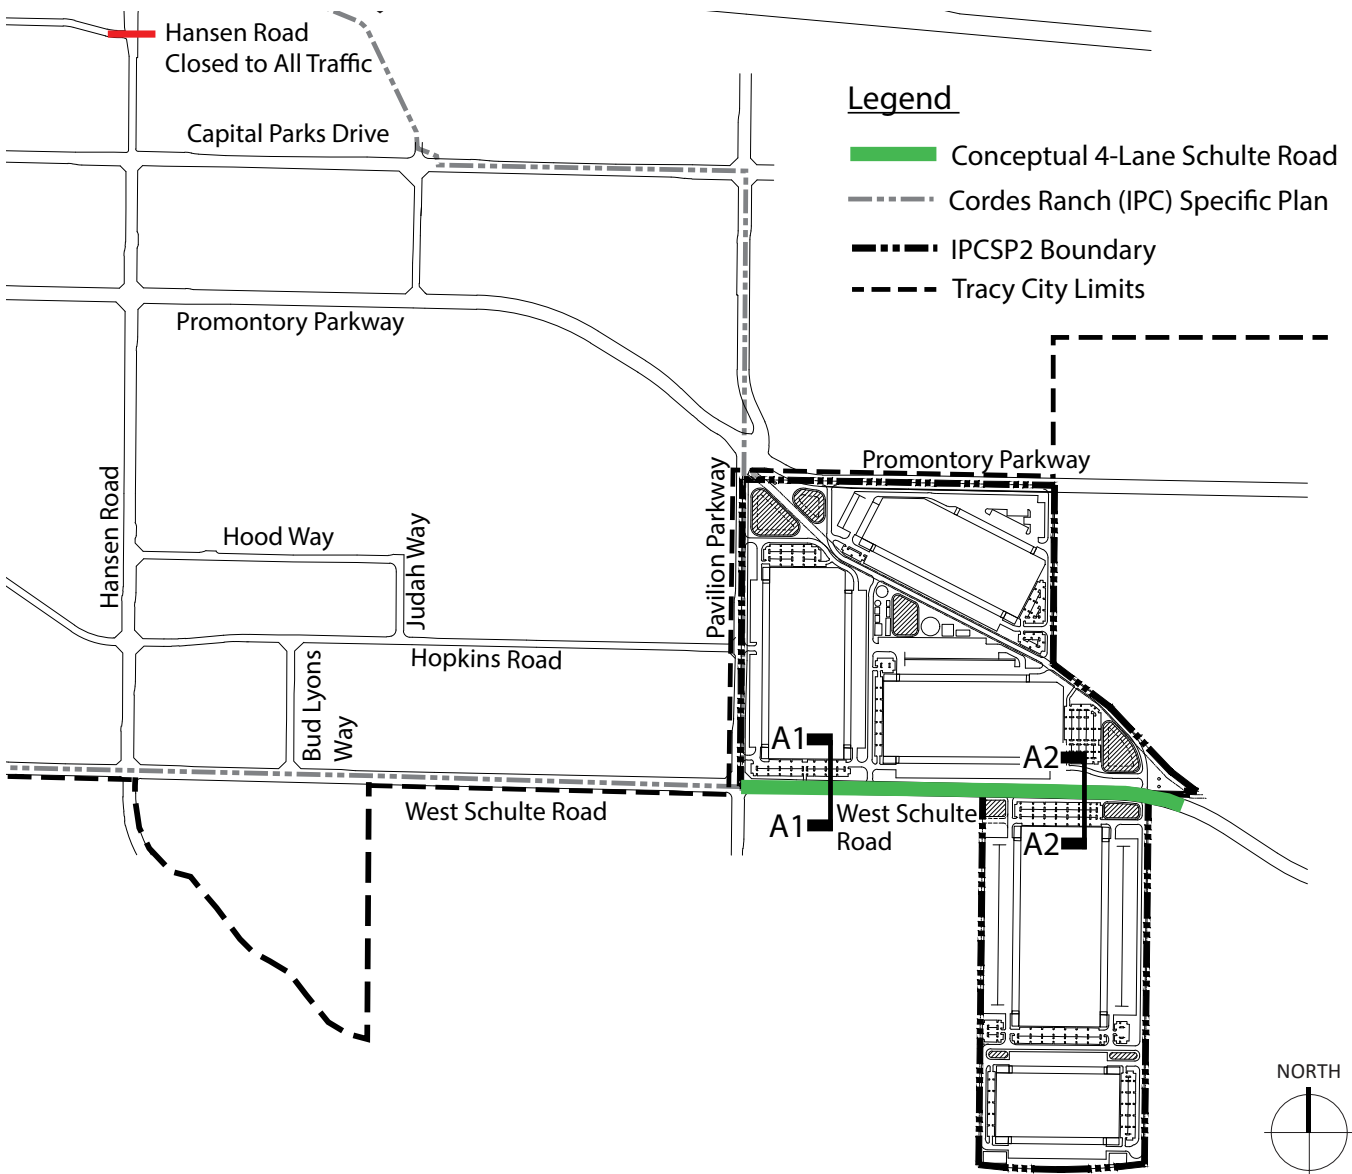 Hansen Road
Closed to All Traffic
Capital Parks Drive
Legend
Conceptual 4-Lane Schulte Road
Cordes Ranch (IPC) Specific Plan
IPCSP2 Boundary
Tracy City Limits
Promontory Parkway
Promontory Parkway
Hansen Road
Hood Way
Judah Way
Pavilion Parkway
Hopkins Road
Bud Lyons
Way
A1
A2
West Schulte Road
A1
West Schulte
Road
A2
NORTH